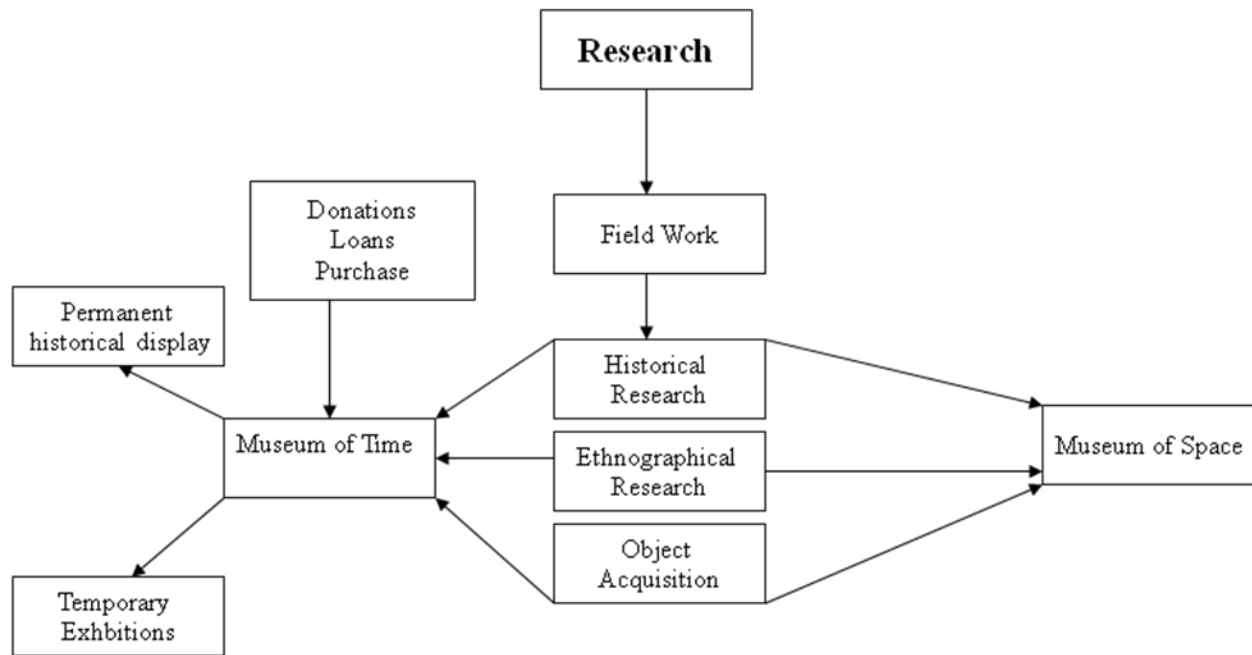 Research
Donations
Loans
Purchase
Field Work
Permanent
historical display
Historical
Research
Museum of Time
Ethnographical
Research
Museum of Space
Object
Acquisition
Temporary
Exhbitions